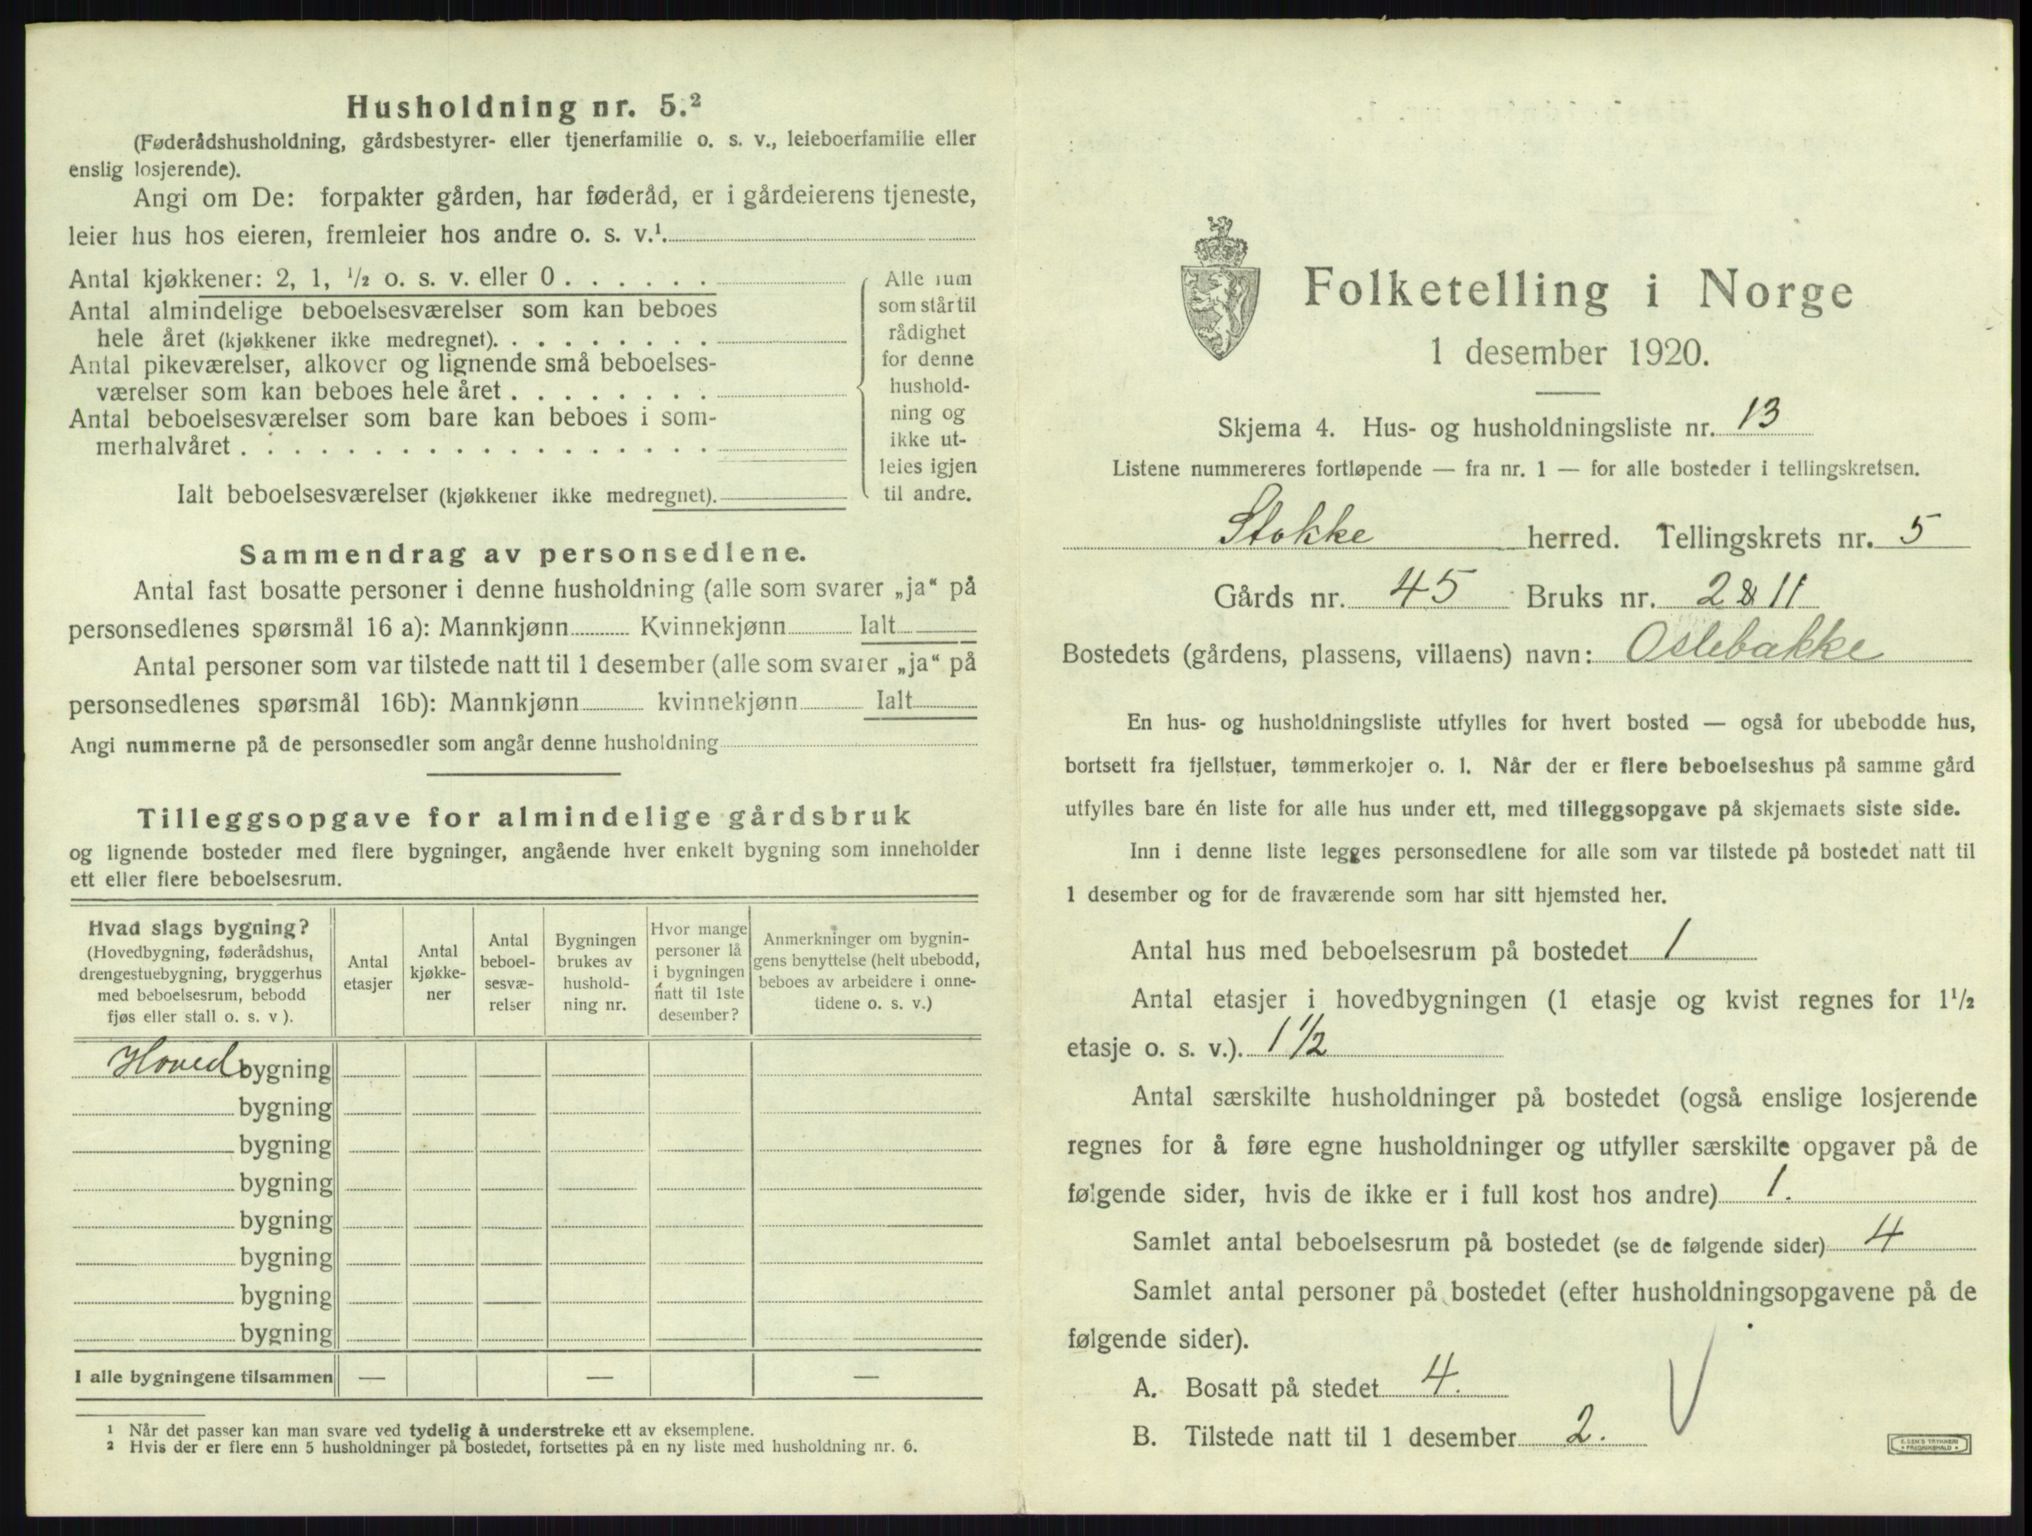 Husholdning nr. 5.²
(Føderådshusholdning, gårdsbestyrer- eller tjenerfamilie o. s. v., leieboerfamilie eller
enslig losjerende).
Angi om De: forpakter gården, har føderåd, er i gårdeierens tjeneste,
leier hus hos eieren, fremleier hos andre o. s. v.¹
Antal kjøkkener: 2, 1, ½ o. s. v. eller 0 . . . . . .
Antal almindelige beboelsesværelser som kan beboes
hele året (kjøkkener ikke medregnet). . . . . . . . .
Antal pikeværelser, alkover og lignende små beboelses-
værelser som kan beboes hele året . . . . . . . .
Antal beboelsesværelser som bare kan beboes i som-
merhalvåret . . . . . . . . . . . . . . . . . .
Ialt beboelsesværelser (kjøkkener ikke medregnet).
Alle rum
som står til
rådighet
for denne
hushold-
ning og
ikke ut-
leies igjen
til andre.
Sammendrag av personsedlene.
Antal fast bosatte personer i denne husholdning (alle som svarer „ja“ på
personsedlenes spørsmål 16 a): Mannkjønn Kvinnekjønn Ialt
Antal personer som var tilstede natt til 1 desember (alle som svarer „ja“ på
personsedlenes spørsmål 16b): Mannkjønn kvinnekjønn Ialt
Angi nummerne på de personsedler som angår denne husholdning
Tilleggsopgave for almindelige gårdsbruk
og lignende bosteder med flere bygninger, angående hver enkelt bygning som inneholder
ett eller flere beboelsesrum.
Hvad slags bygning?
(Hovedbygning, føderådshus,
drengestuebygning, bryggerhus
med beboelsesrum, bebodd
fjøs eller stall o. s. v ).
Antal
etasjer
Antal
kjøkke-
ner
Antal
beboel-
sesvæ-
relser
Bygningen
brukes av
hushold-
ning nr.
Hvor mange
personer lå
i bygningen
natt til 1ste
desember?
Anmerkninger om bygnin-
gens benyttelse (helt ubebodd,
beboes av arbeidere i onne-
tidene o. s. v.)
Hovedbygning
bygning
bygning
bygning
bygning
bygning
bygning
bygning
I alle bygningene tilsammen — — —
¹ Når det passer kan man svare ved tydelig å understreke ett av eksemplene.
² Hvis der er flere enn 5 husholdninger på bostedet, fortsettes på en ny liste med husholdning nr. 6.
Folketelling i Norge
1 desember 1920.
Skjema 4. Hus- og husholdningsliste nr. 13
Listene nummereres fortløpende — fra nr. 1 — for alle bosteder i tellingskretsen.
Stokke herred. Tellingskrets nr. 5
Gårds nr. 45 Bruks nr. 2 & 11
Bostedets (gårdens, plassens, villaens) navn: Oslebakke
En hus- og husholdningsliste utfylles for hvert bosted — også for ubebodde hus,
bortsett fra fjellstuer, tømmerkojer o. l. Når der er flere beboelseshus på samme gård
utfylles bare én liste for alle hus under ett, med tilleggsopgave på skjemaets siste side.
Inn i denne liste legges personsedlene for alle som var tilstede på bostedet natt til
1 desember og for de fraværende som har sitt hjemsted her.
Antal hus med beboelsesrum på bostedet 1
Antal etasjer i hovedbygningen (1 etasje og kvist regnes for 1½
etasje o. s. v.). 1 ½
Antal særskilte husholdninger på bostedet (også enslige losjerende
regnes for å føre egne husholdninger og utfyller særskilte opgaver på de
følgende sider, hvis de ikke er i full kost hos andre) 1.
Samlet antal beboelsesrum på bostedet (se de følgende sider) 4
Samlet antal personer på bostedet (efter husholdningsopgavene på de
følgende sider).
A. Bosatt på stedet 4.
B. Tilstede natt til 1 desember 2.
E. SEM'S TRYKKERI
• FREDRIKSHALD •